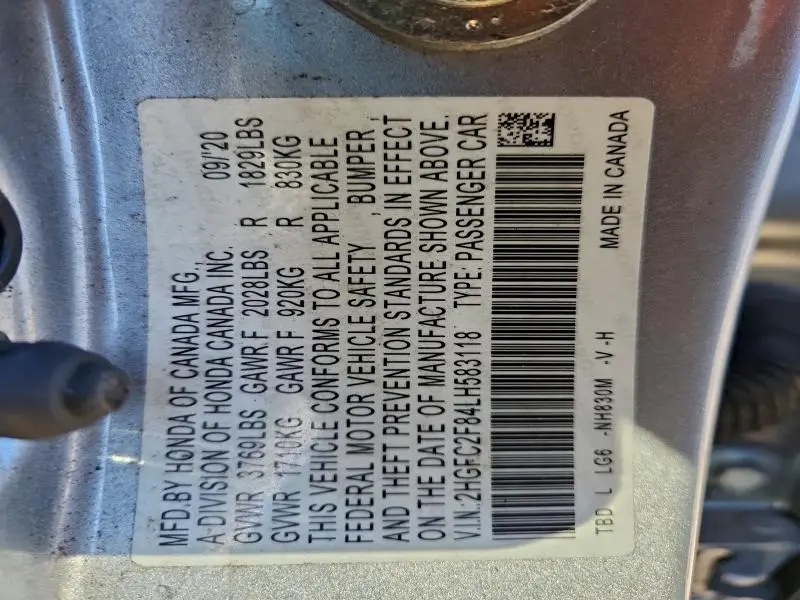 MFD.BY HONDA OF CANADA MFG., 09/'20
A-DIVISION OF HONDA CANADA INC.
GVWR 3769LBS GAWR.F 2028LBS R 1829LBS
GVWR 1710KG GAWR F 920KG R 830KG
THIS VEHICLE CONFORMS TO ALL APPLICABLE
FEDERAL MOTOR VEHICLE SAFETY , BUMPER ,
AND THEFT PREVENTION STANDARDS IN EFFECT
ON THE DATE OF MANUFACTURE SHOWN ABOVE.
V.I.N.:2HGFC2F84LH583118 TYPE: PASSENGER CAR
TBD L LG6 -NH830M -V -H MADE IN CANADA